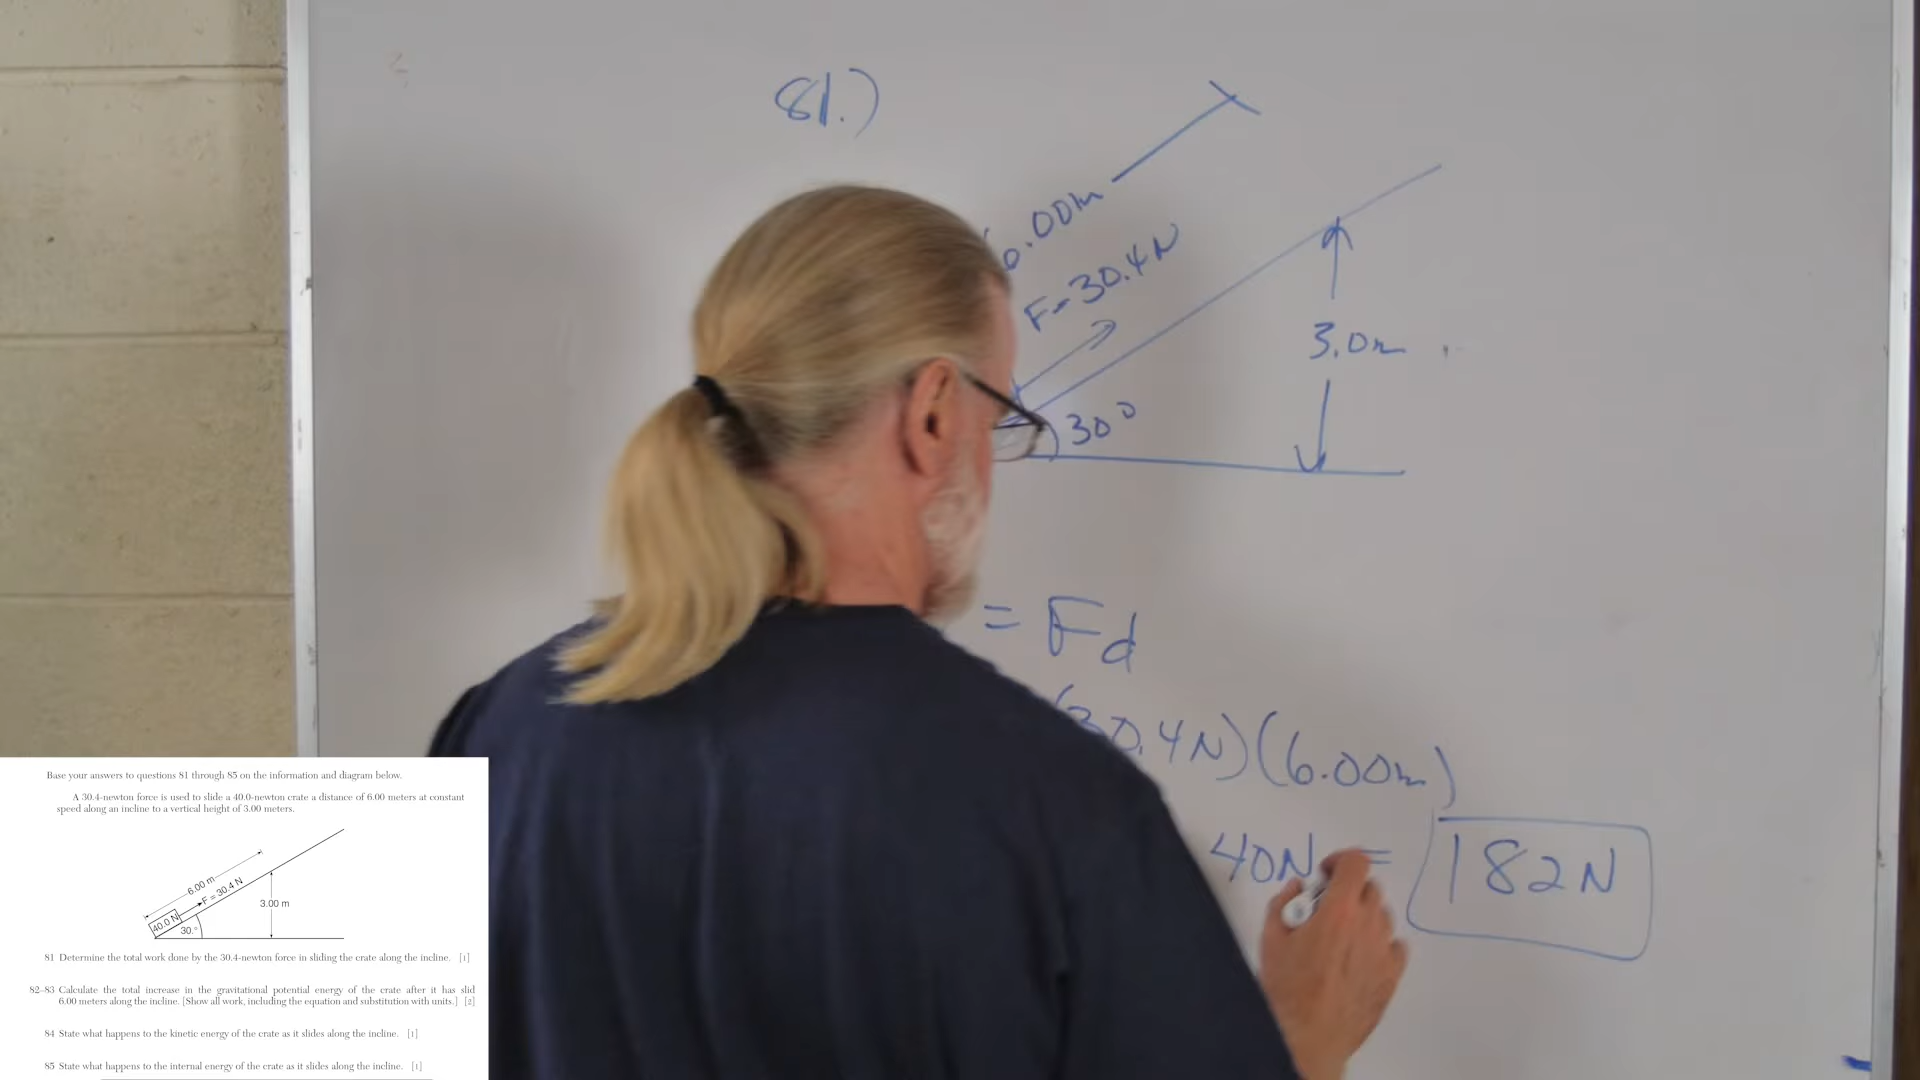 81.)
6.00m
F=30.4N
3.0m
30°
= Fd
(30.4N)(6.00m)
40N = 182N
Base your answers to questions 81 through 85 on the information and diagram below.
A 30.4-newton force is used to slide a 40.0-newton crate a distance of 6.00 meters at constant
speed along an incline to a vertical height of 3.00 meters.
6.00 m
F = 30.4 N
3.00 m
40.0 N
30.°
81 Determine the total work done by the 30.4-newton force in sliding the crate along the incline. [1]
82–83 Calculate the total increase in the gravitational potential energy of the crate after it has slid
6.00 meters along the incline. [Show all work, including the equation and substitution with units.] [2]
84 State what happens to the kinetic energy of the crate as it slides along the incline. [1]
85 State what happens to the internal energy of the crate as it slides along the incline. [1]